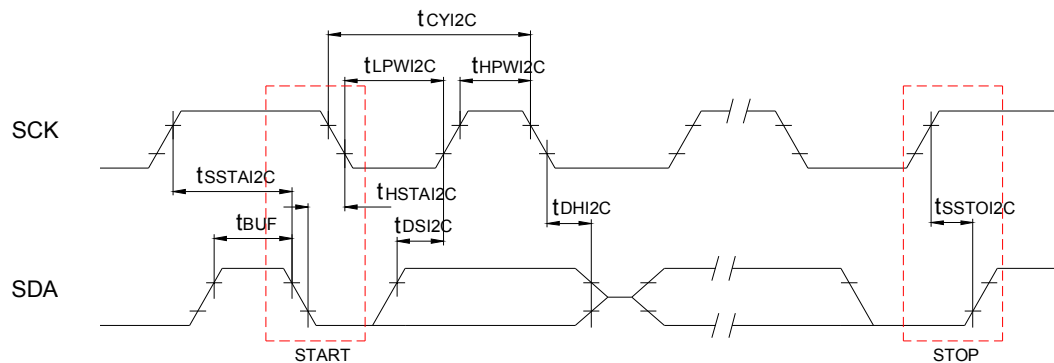 tCYI2C
tLPWI2C
tHPWI2C
SCK
tSSTAI2C
tHSTAI2C
tBUF
tDSI2C
tDHI2C
tSSTOI2C
SDA
START
STOP